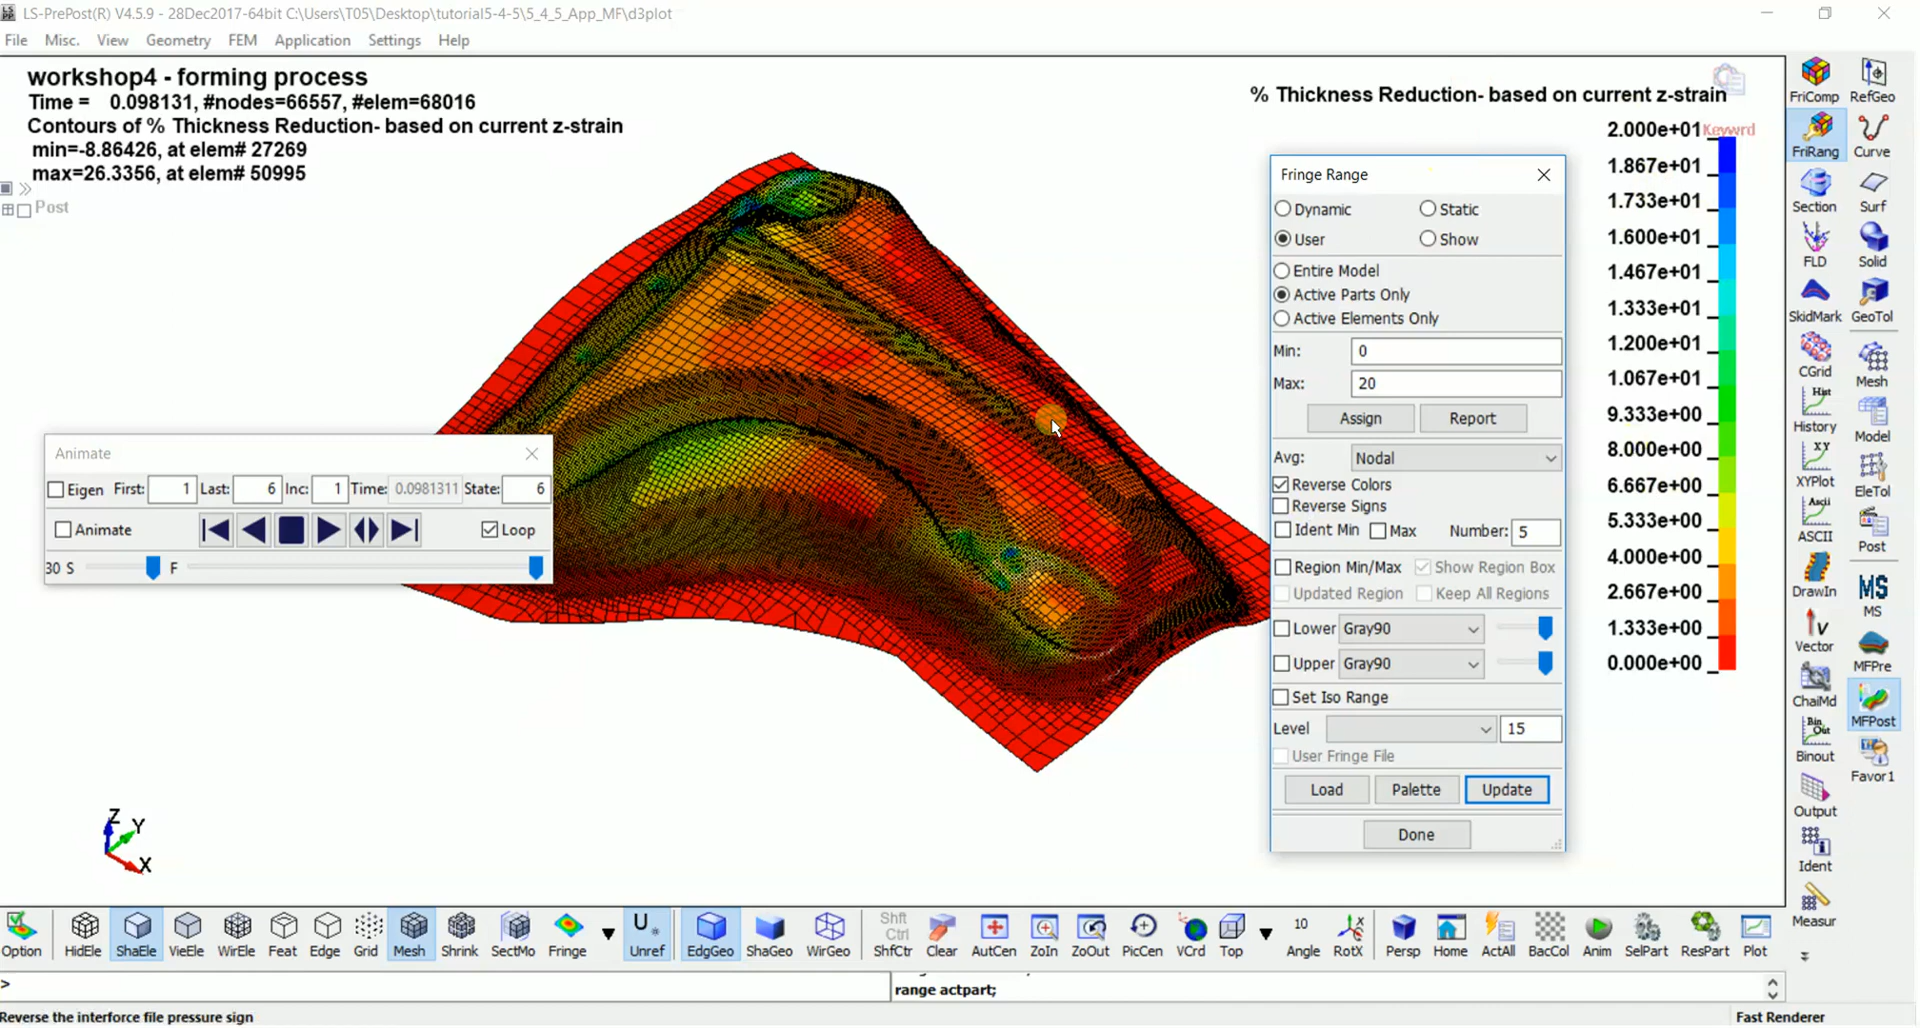 LS-PrePost(R) V4.5.9 - 28Dec2017-64bit C:\Users\T05\Desktop\tutorial5-4-5\5_4_5_App_MF\d3plot
File Misc. View Geometry FEM Application Settings Help
workshop4 - forming process
Time = 0.098131, #nodes=66557, #elem=68016
Contours of % Thickness Reduction- based on current z-strain
min=-8.86426, at elem# 27269
max=26.3356, at elem# 50995
Post
% Thickness Reduction- based on current z-strain
Keywrd
2.000e+01
1.867e+01
1.733e+01
1.600e+01
1.467e+01
1.333e+01
1.200e+01
1.067e+01
9.333e+00
8.000e+00
6.667e+00
5.333e+00
4.000e+00
2.667e+00
1.333e+00
0.000e+00
Fringe Range
Dynamic Static
User Show
Entire Model
Active Parts Only
Active Elements Only
Min: 0
Max: 20
Assign Report
Avg: Nodal
Reverse Colors
Reverse Signs
Ident Min Max Number: 5
Region Min/Max Show Region Box
Updated Region Keep All Regions
Lower Gray90
Upper Gray90
Set Iso Range
Level 15
User Fringe File
Load Palette Update
Done
Animate
Eigen First: 1 Last: 6 Inc: 1 Time: 0.0981311 State: 6
Animate Loop
30 S F
Z
Y
X
FriComp RefGeo
FriRang Curve
Section Surf
FLD Solid
SkidMark GeoTol
CGrid Mesh
Hist
History Model
XY
XYPlot EleTol
Ascii
ASCII Post
DrawIn MS
MS
Vector MFPre
ChaiMd MFPost
Bin
Out
Binout Favor1
Output
Ident
Measur
Option HidEle ShaEle VieEle WirEle Feat Edge Grid Mesh Shrink SectMo Fringe U Unref EdgGeo ShaGeo WirGeo Shft Ctrl ShfCtr Clear AutCen ZoIn ZoOut PicCen VCrd Top 10 Angle RotX Persp Home ActAll BacCol Anim SelPart ResPart Plot
>
range actpart;
Reverse the interforce file pressure sign
Fast Renderer